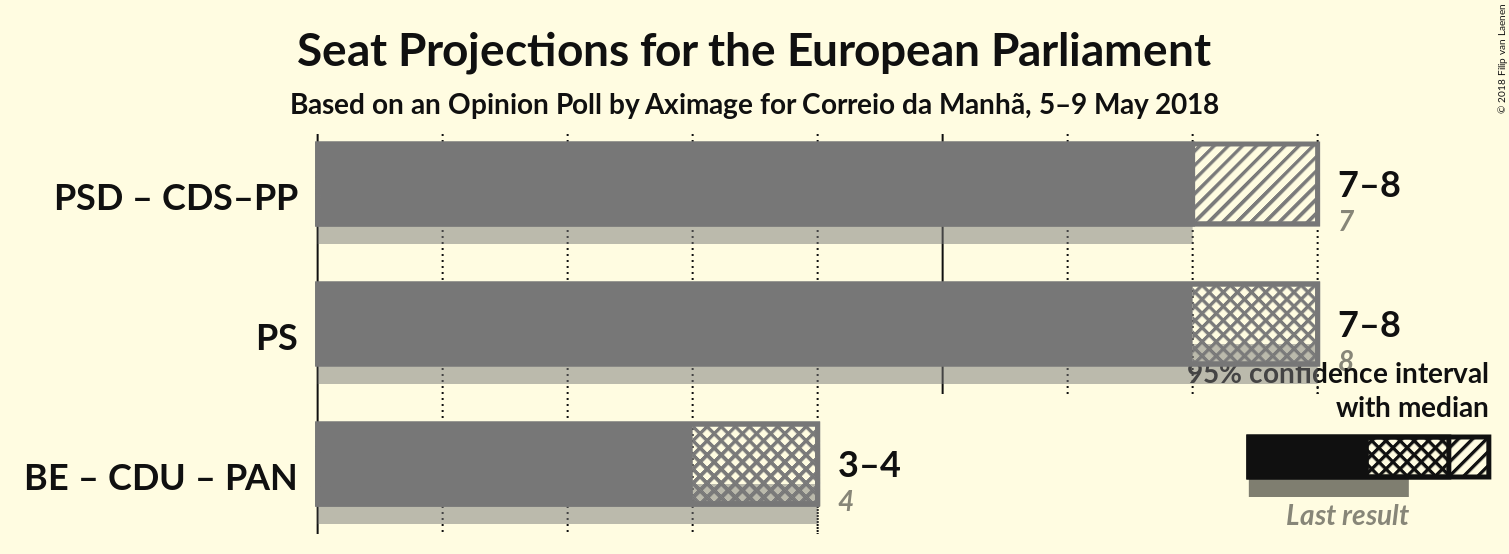 Seat Projections for the European Parliament
Based on an Opinion Poll by Aximage for Correio da Manhã, 5–9 May 2018
© 2018 Filip van Laenen
PSD – CDS–PP
7–8
7
PS
7–8
8
95% confidence interval
with median
BE – CDU – PAN
3–4
4
Last result